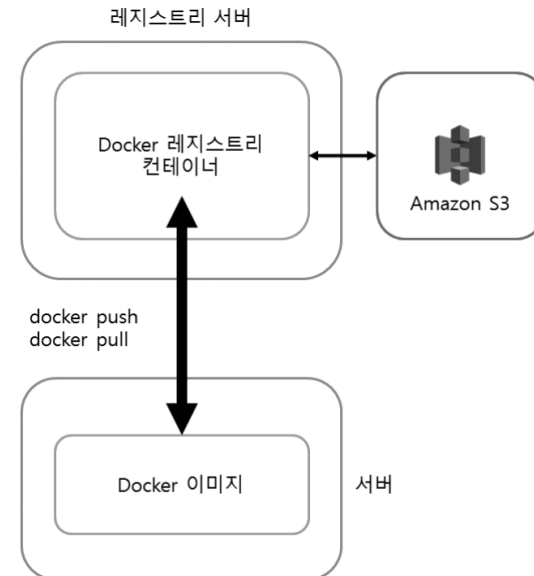 레지스트리 서버
Docker 레지스트리
컨테이너
Amazon S3
docker push
docker pull
Docker 이미지
서버